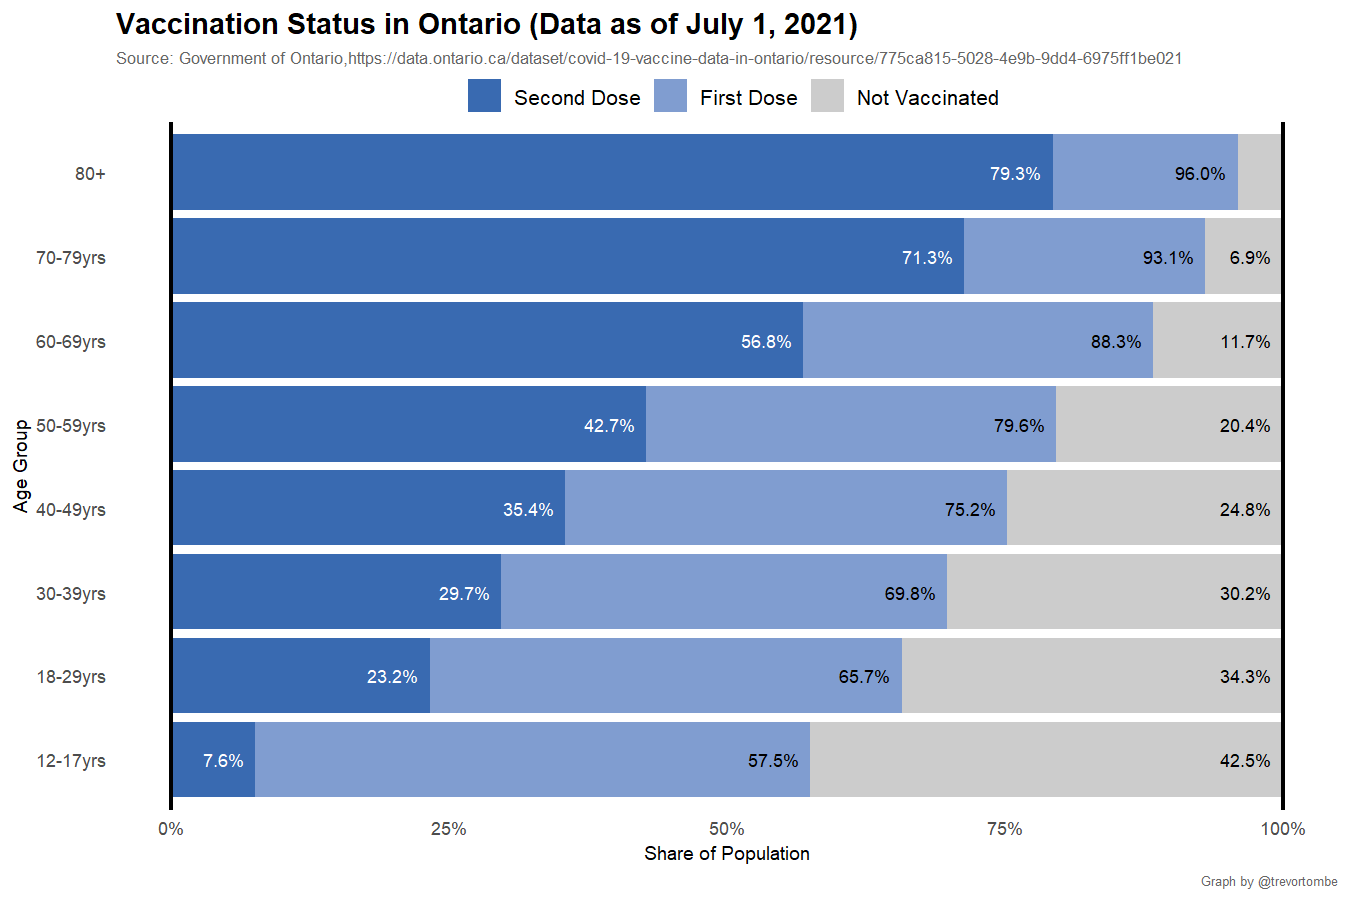 Vaccination Status in Ontario (Data as of July 1, 2021)
Source: Government of Ontario,https://data.ontario.ca/dataset/covid-19-vaccine-data-in-ontario/resource/775ca815-5028-4e9b-9dd4-6975ff1be021
Second Dose First Dose Not Vaccinated
80+ 79.3% 96.0%
70-79yrs 71.3% 93.1% 6.9%
60-69yrs 56.8% 88.3% 11.7%
50-59yrs 42.7% 79.6% 20.4%
Age Group
40-49yrs 35.4% 75.2% 24.8%
30-39yrs 29.7% 69.8% 30.2%
18-29yrs 23.2% 65.7% 34.3%
12-17yrs 7.6% 57.5% 42.5%
0% 25% 50% 75% 100%
Share of Population
Graph by @trevortombe